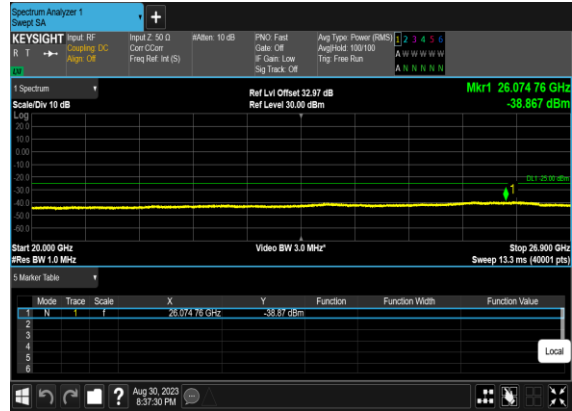 Spectrum Analyzer 1
Swept SA
+
KEYSIGHT Input: RF Input Z: 50 Ω #Atten: 10 dB PNO: Fast Avg Type: Power (RMS) 1 2 3 4 5 6
R T Coupling: DC Corr CCorr Gate: Off Avg|Hold: 100/100 A W W W W W
Align: Off Freq Ref: Int (S) IF Gain: Low Trig: Free Run
Sig Track: Off A N N N N N
1 Spectrum Ref Lvl Offset 32.97 dB Mkr1 26.074 76 GHz
Scale/Div 10 dB Ref Level 30.00 dBm -38.867 dBm
Log
20.0
10.0
0.00
-10.0
-20.0
DL1 -25.00 dBm
-30.0
1
-40.0
-50.0
-60.0
Start 20.000 GHz Video BW 3.0 MHz* Stop 26.900 GHz
#Res BW 1.0 MHz Sweep 13.3 ms (40001 pts)
5 Marker Table
Mode Trace Scale X Y Function Function Width Function Value
1 N 1 f 26.074 76 GHz -38.87 dBm
2
3
4
5
6
Local
? Aug 30, 2023
8:37:30 PM